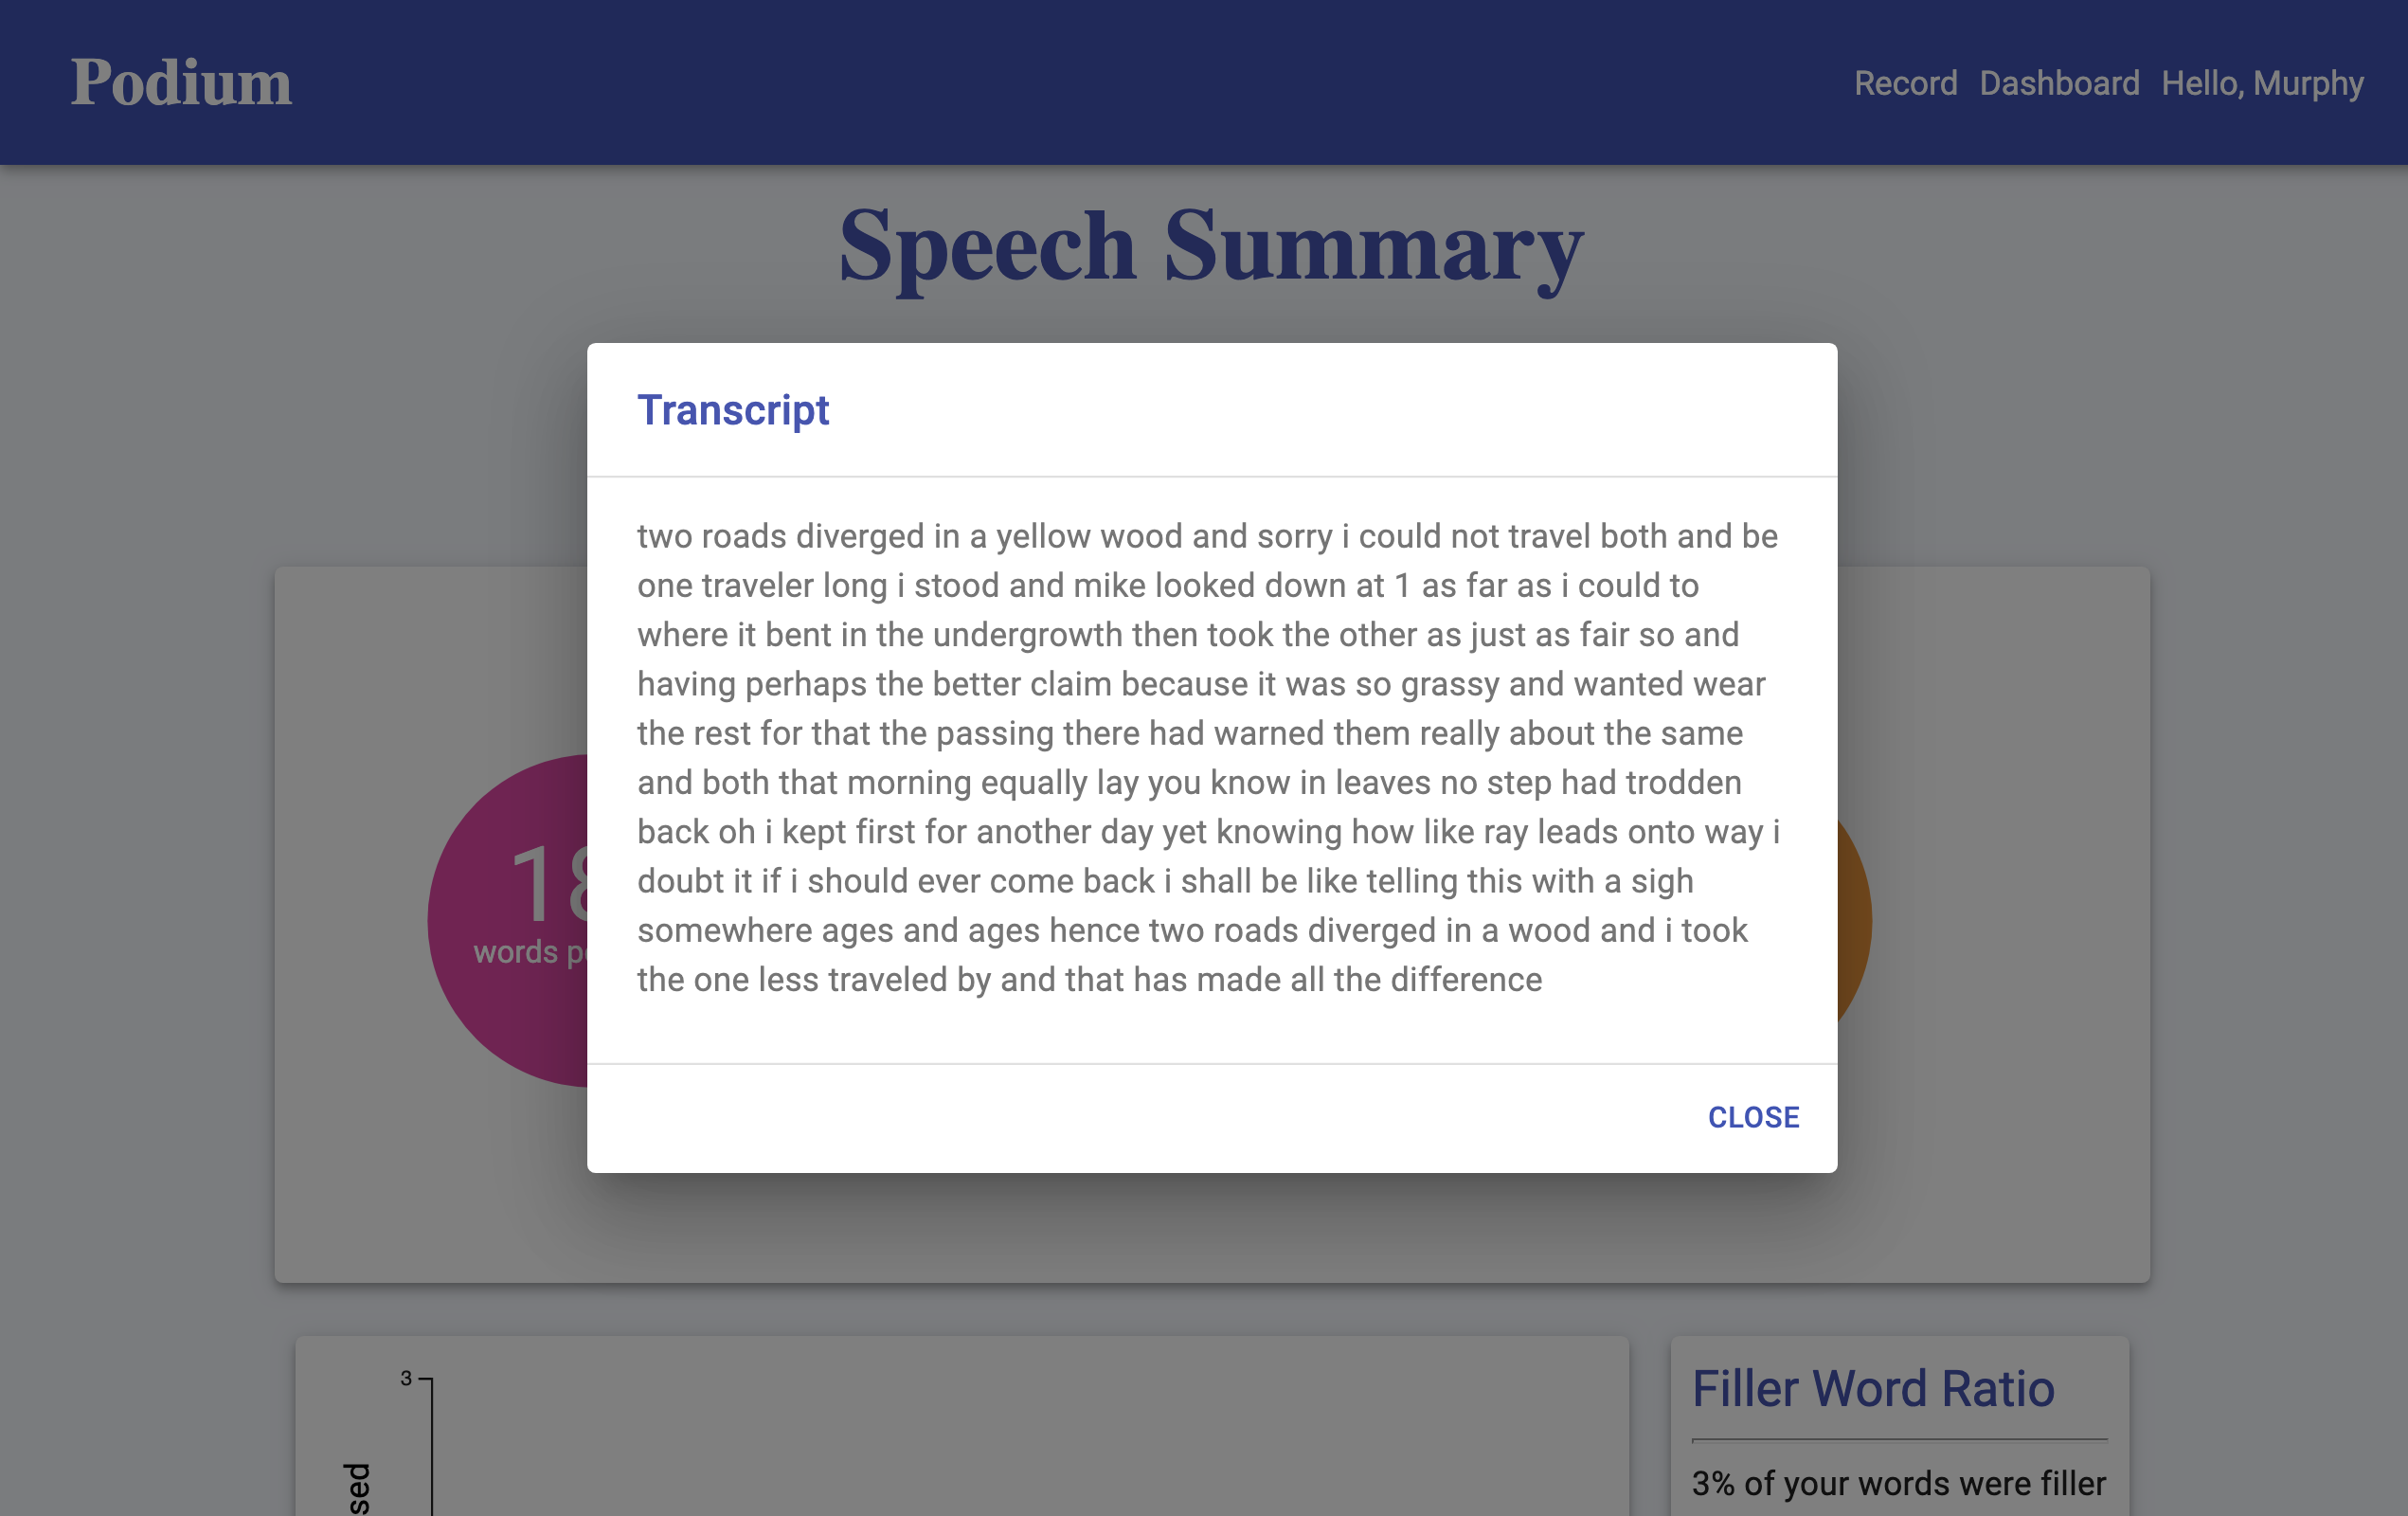 Podium
Record Dashboard Hello, Murphy
Speech Summary
Transcript
two roads diverged in a yellow wood and sorry i could not travel both and be
one traveler long i stood and mike looked down at 1 as far as i could to
where it bent in the undergrowth then took the other as just as fair so and
having perhaps the better claim because it was so grassy and wanted wear
the rest for that the passing there had warned them really about the same
and both that morning equally lay you know in leaves no step had trodden
back oh i kept first for another day yet knowing how like ray leads onto way i
doubt it if i should ever come back i shall be like telling this with a sigh
somewhere ages and ages hence two roads diverged in a wood and i took
the one less traveled by and that has made all the difference
CLOSE
words
3
Filler Word Ratio
3% of your words were filler